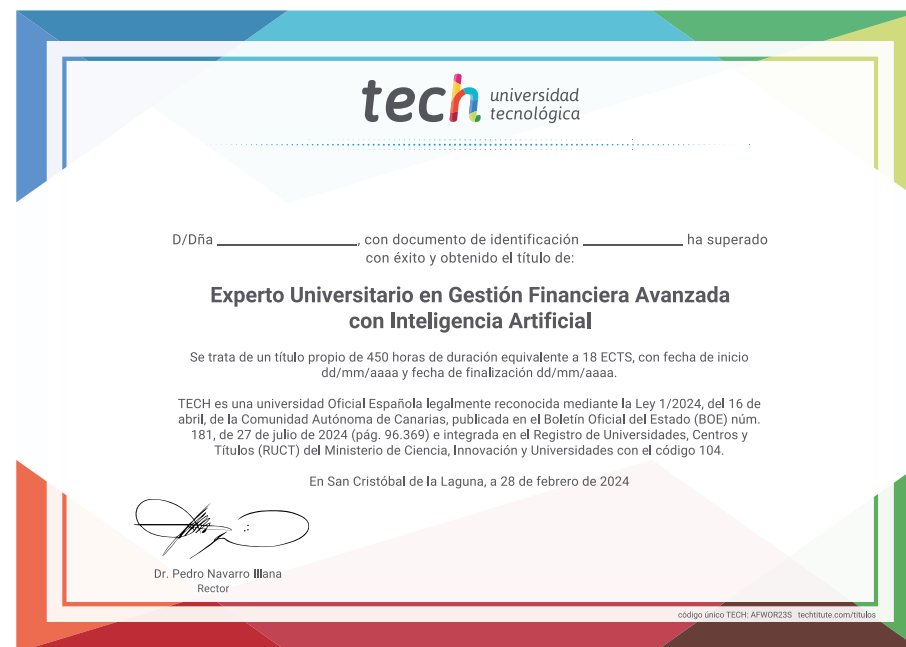 tech universidad
tecnológica
D/Dña ____________________, con documento de identificación ______________ ha superado
con éxito y obtenido el título de:
Experto Universitario en Gestión Financiera Avanzada
con Inteligencia Artificial
Se trata de un título propio de 450 horas de duración equivalente a 18 ECTS, con fecha de inicio
dd/mm/aaaa y fecha de finalización dd/mm/aaaa.
TECH es una universidad Oficial Española legalmente reconocida mediante la Ley 1/2024, del 16 de
abril, de la Comunidad Autónoma de Canarias, publicada en el Boletín Oficial del Estado (BOE) núm.
181, de 27 de julio de 2024 (pág. 96.369) e integrada en el Registro de Universidades, Centros y
Títulos (RUCT) del Ministerio de Ciencia, Innovación y Universidades con el código 104.
En San Cristóbal de la Laguna, a 28 de febrero de 2024
Dr. Pedro Navarro Illana
Rector
código único TECH: AFWOR23S techtitute.com/titulos